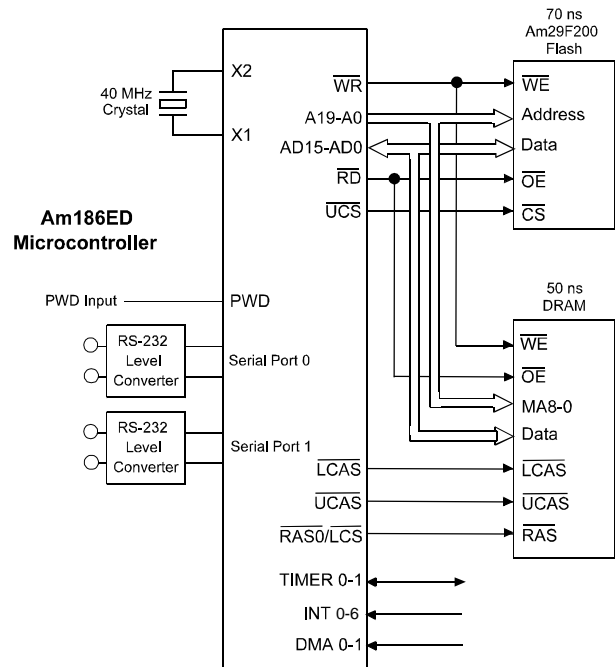 70 ns
Am29F200
Flash
X2
40 MHz
Crystal
X1
WR
WE
A19-A0
Address
AD15-AD0
Data
RD
OE
UCS
CS
Am186ED
Microcontroller
PWD Input
PWD
50 ns
DRAM
RS-232
Level
Converter
Serial Port 0
WE
OE
MA8-0
Data
RS-232
Level
Converter
Serial Port 1
LCAS
LCAS
UCAS
UCAS
RAS0/LCS
RAS
TIMER 0-1
INT 0-6
DMA 0-1